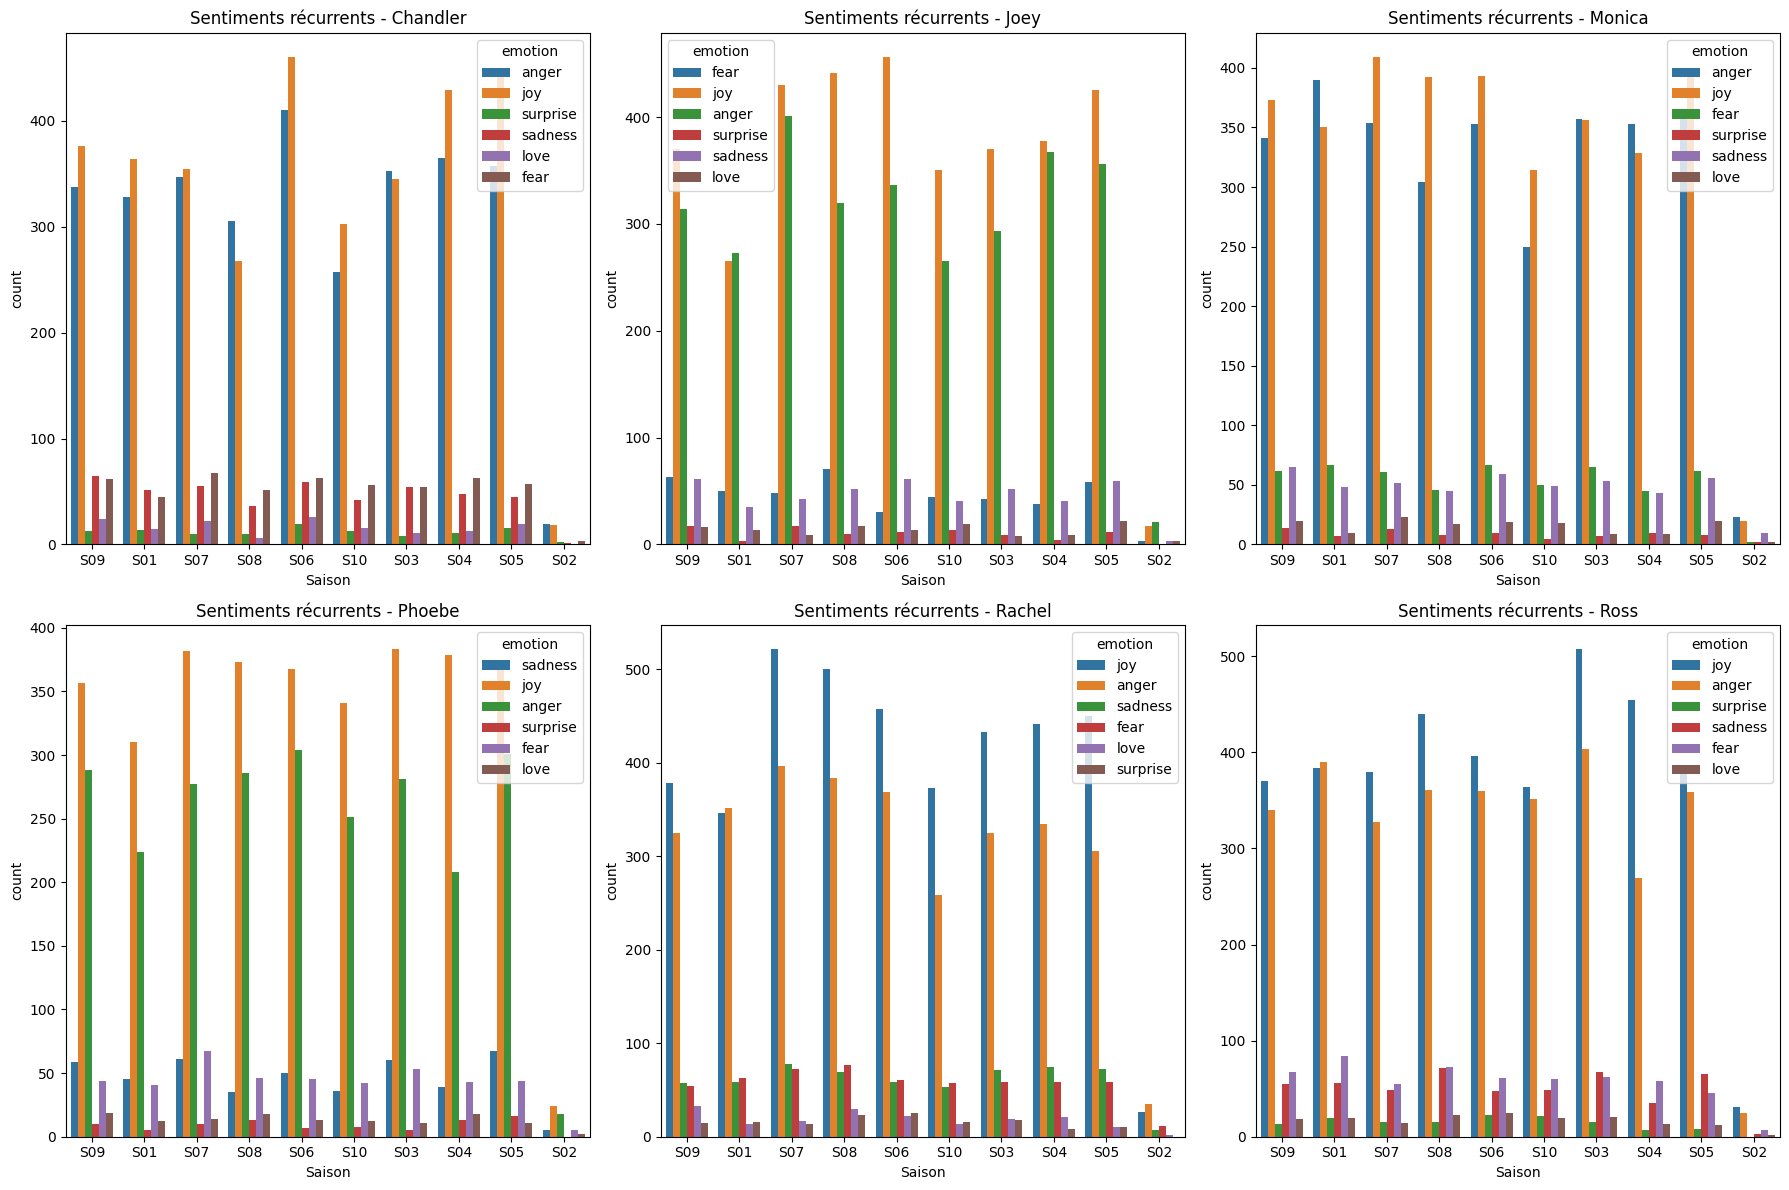 Sentiments récurrents - Chandler
count
400
300
200
100
0
emotion
anger
joy
surprise
sadness
love
fear
S09 S01 S07 S08 S06 S10 S03 S04 S05 S02
Saison
Sentiments récurrents - Joey
count
400
300
200
100
0
emotion
fear
joy
anger
surprise
sadness
love
S09 S01 S07 S08 S06 S10 S03 S04 S05 S02
Saison
Sentiments récurrents - Monica
count
400
350
300
250
200
150
100
50
0
emotion
anger
joy
fear
surprise
sadness
love
S09 S01 S07 S08 S06 S10 S03 S04 S05 S02
Saison
Sentiments récurrents - Phoebe
count
400
350
300
250
200
150
100
50
0
emotion
sadness
joy
anger
surprise
fear
love
S09 S01 S07 S08 S06 S10 S03 S04 S05 S02
Saison
Sentiments récurrents - Rachel
count
500
400
300
200
100
0
emotion
joy
anger
sadness
fear
love
surprise
S09 S01 S07 S08 S06 S10 S03 S04 S05 S02
Saison
Sentiments récurrents - Ross
count
500
400
300
200
100
0
emotion
joy
anger
surprise
sadness
fear
love
S09 S01 S07 S08 S06 S10 S03 S04 S05 S02
Saison